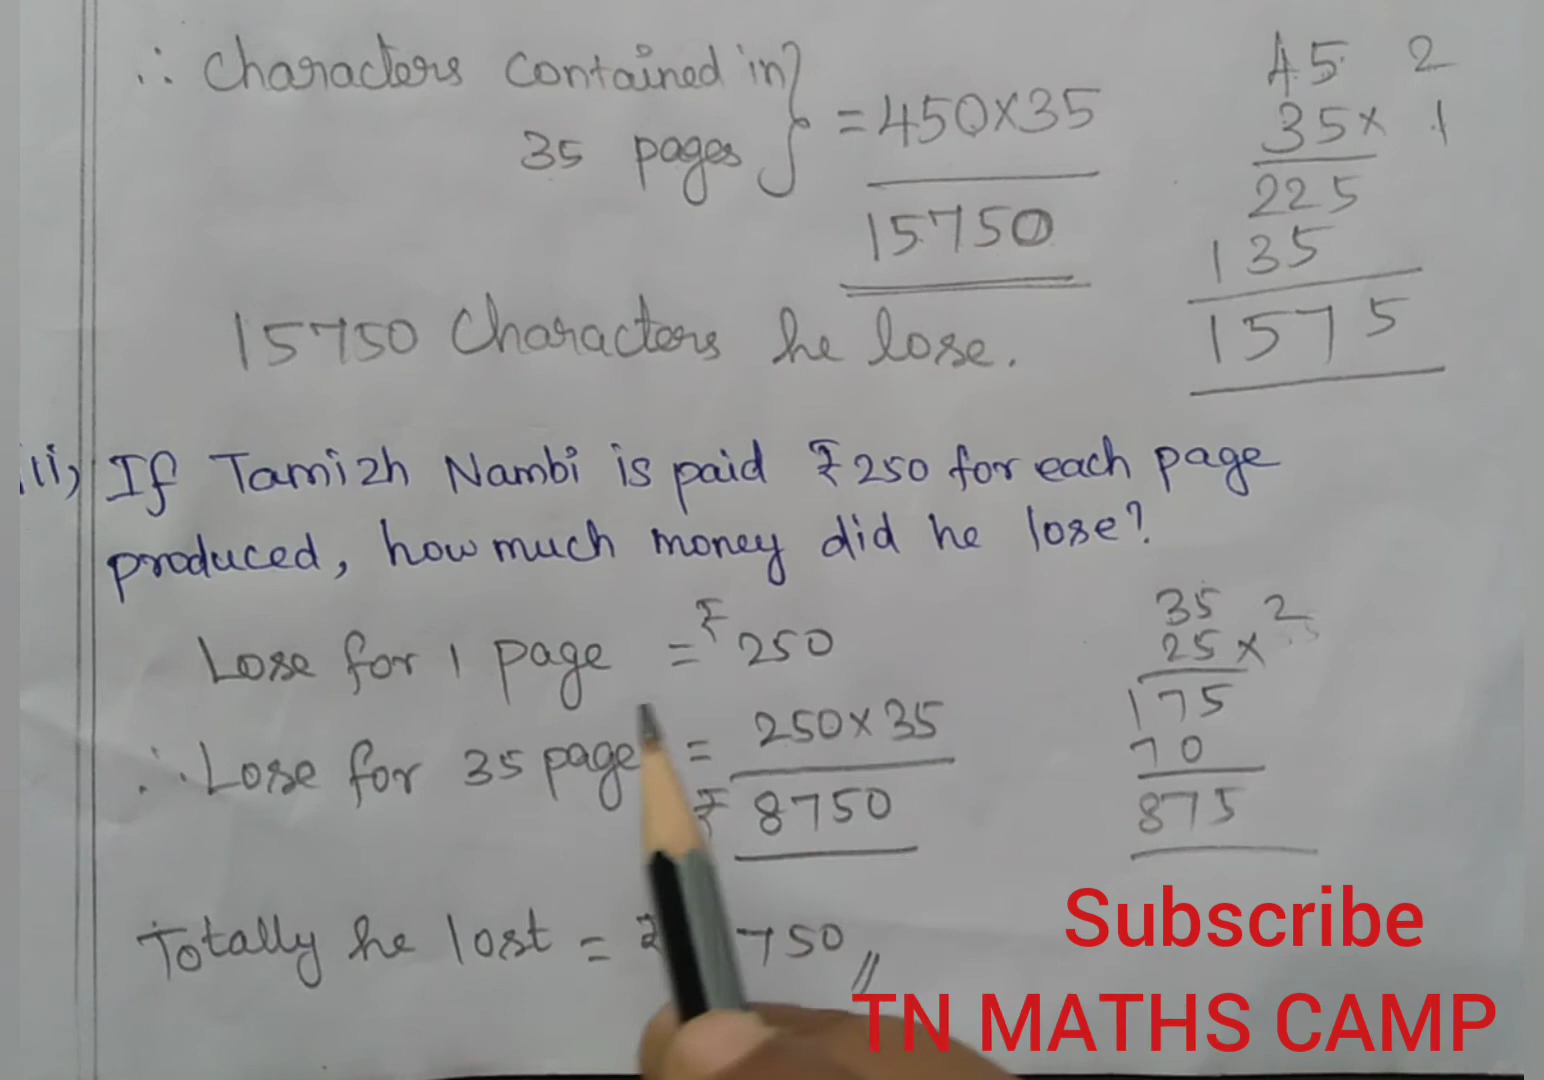 ∴ Characters contained in }
35 pages } = 450×35
15750
15750 Characters he lose.
45 2
35× 1
225
135
1575
iii) If Tamizh Nambi is paid ₹250 for each page
produced, how much money did he lose?
Lose for 1 page = ₹250
∴ Lose for 35 page = 250×35
₹ 8750
35 2
25×
175
70
875
Totally he lost = ₹ 750//
Subscribe
TN MATHS CAMP